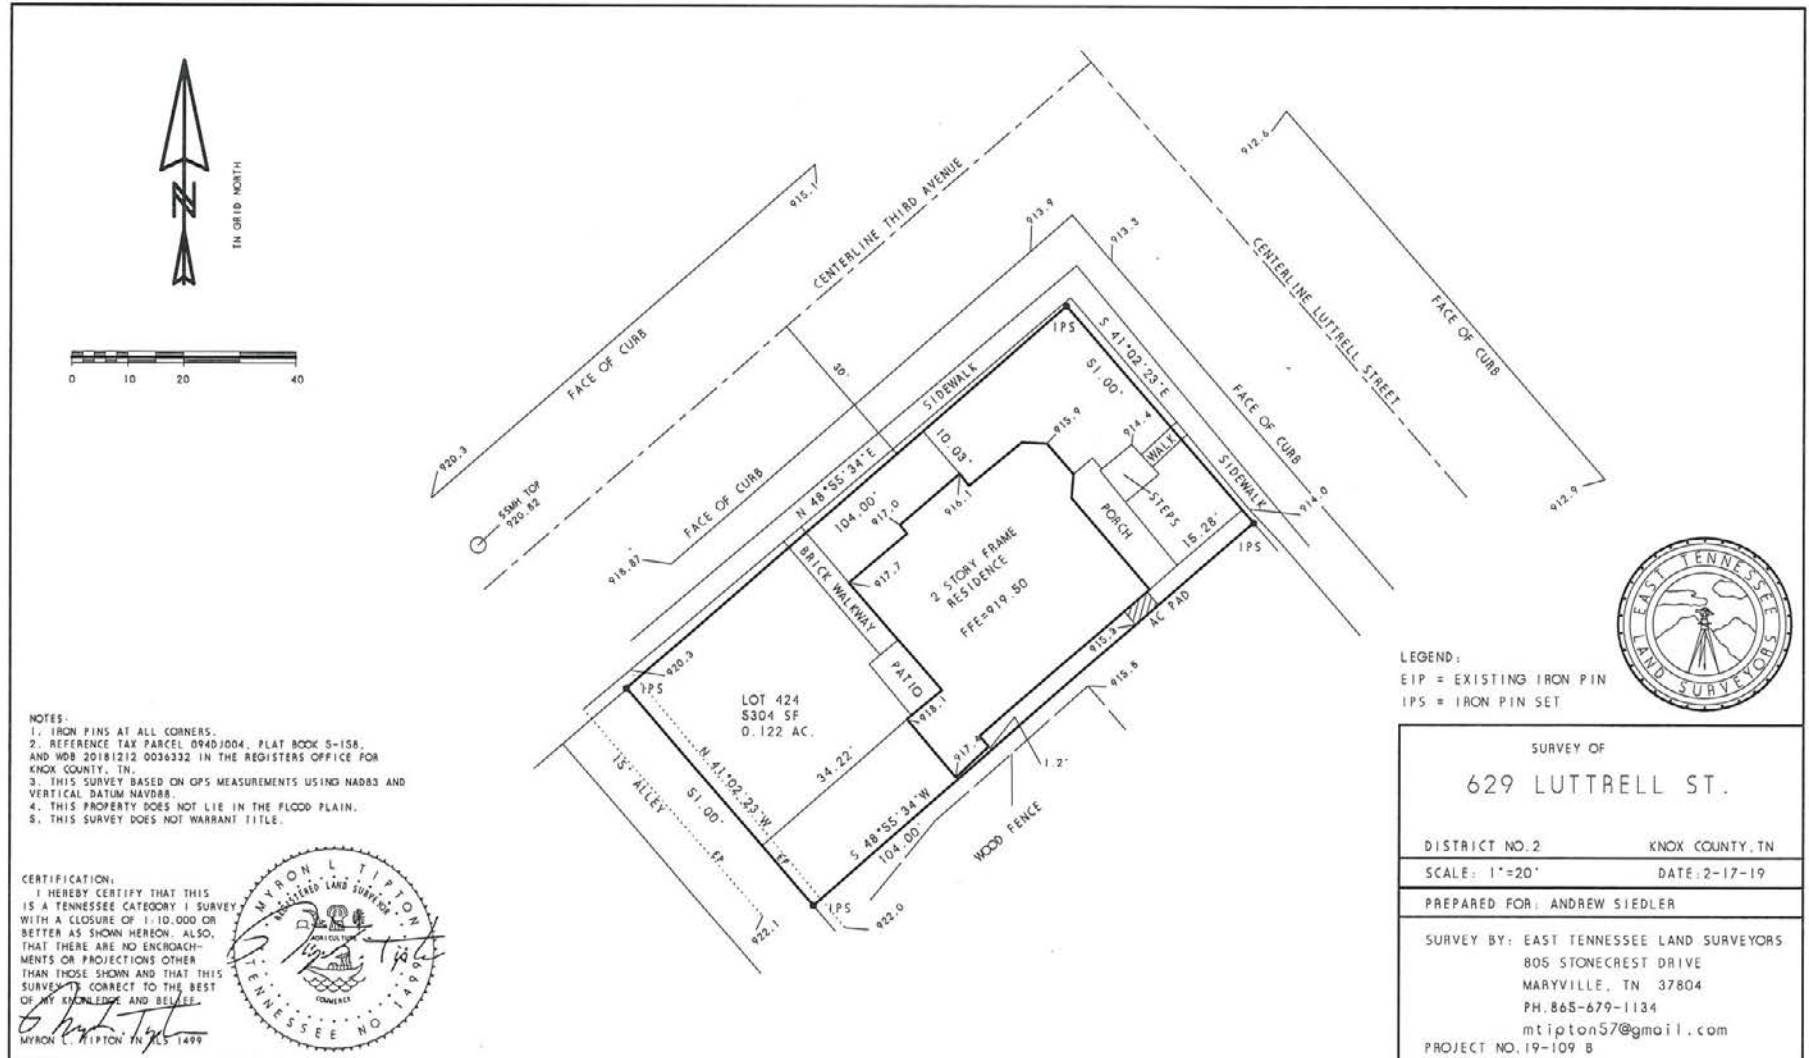 N
TN GRID NORTH
0 10 20 40
FACE OF CURB
915.1
920.3
SSMH TOP
920.82
CENTERLINE THIRD AVENUE
30'
FACE OF CURB
918.87
SIDEWALK
913.9
913.3
912.6
CENTERLINE LUTTRELL STREET
FACE OF CURB
912.9
FACE OF CURB
SIDEWALK
914.0
IPS
S 41°02'23"E
51.00'
N 48°55'34"E
104.00'
10.03'
915.9
914.4
WALK
STEPS
PORCH
15.28'
IPS
917.0
916.1
917.7
2 STORY FRAME
RESIDENCE
FFE=919.50
BRICK WALKWAY
PATIO
918.1
AC PAD
915.3
915.8
920.3
IPS
LOT 424
5304 SF
0.122 AC.
34.22'
917.4
1.2'
WOOD FENCE
S 48°55'34"W
104.00'
N 41°02'23"W
51.00'
15' ALLEY
EP
EP
IPS
922.1
922.0
NOTES:
1. IRON PINS AT ALL CORNERS.
2. REFERENCE TAX PARCEL 094DJ004, PLAT BOOK 5-158,
AND WDB 20181212 0036332 IN THE REGISTERS OFFICE FOR
KNOX COUNTY, TN.
3. THIS SURVEY BASED ON GPS MEASUREMENTS USING NAD83 AND
VERTICAL DATUM NAVD88.
4. THIS PROPERTY DOES NOT LIE IN THE FLOOD PLAIN.
5. THIS SURVEY DOES NOT WARRANT TITLE.
CERTIFICATION:
I HEREBY CERTIFY THAT THIS
IS A TENNESSEE CATEGORY 1 SURVEY
WITH A CLOSURE OF 1:10,000 OR
BETTER AS SHOWN HEREON. ALSO,
THAT THERE ARE NO ENCROACH-
MENTS OR PROJECTIONS OTHER
THAN THOSE SHOWN AND THAT THIS
SURVEY IS CORRECT TO THE BEST
OF MY KNOWLEDGE AND BELIEF.
MYRON L. TIPTON TN RLS 1499
MYRON L TIPTON
REGISTERED LAND SURVEYOR
AGRICULTURE
COMMERCE
TENNESSEE NO 1499
EAST TENNESSEE
LAND SURVEYORS
LEGEND:
EIP = EXISTING IRON PIN
IPS = IRON PIN SET
SURVEY OF
629 LUTTRELL ST.
DISTRICT NO.2 KNOX COUNTY,TN
SCALE: 1"=20' DATE:2-17-19
PREPARED FOR: ANDREW SIEDLER
SURVEY BY: EAST TENNESSEE LAND SURVEYORS
805 STONECREST DRIVE
MARYVILLE, TN 37804
PH.865-679-1134
mtipton57@gmail.com
PROJECT NO.19-109 B